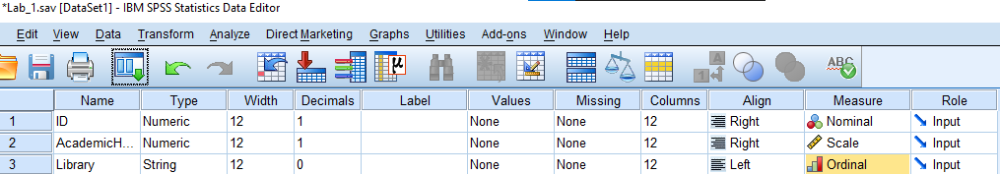 *Lab_1.sav [DataSet1] - IBM SPSS Statistics Data Editor
Edit View Data Transform Analyze Direct Marketing Graphs Utilities Add-ons Window Help
μ A 1 4 A ABC
Name Type Width Decimals Label Values Missing Columns Align Measure Role
1 ID Numeric 12 1 None None 12 Right Nominal Input
2 AcademicH... Numeric 12 1 None None 12 Right Scale Input
3 Library String 12 0 None None 12 Left Ordinal Input